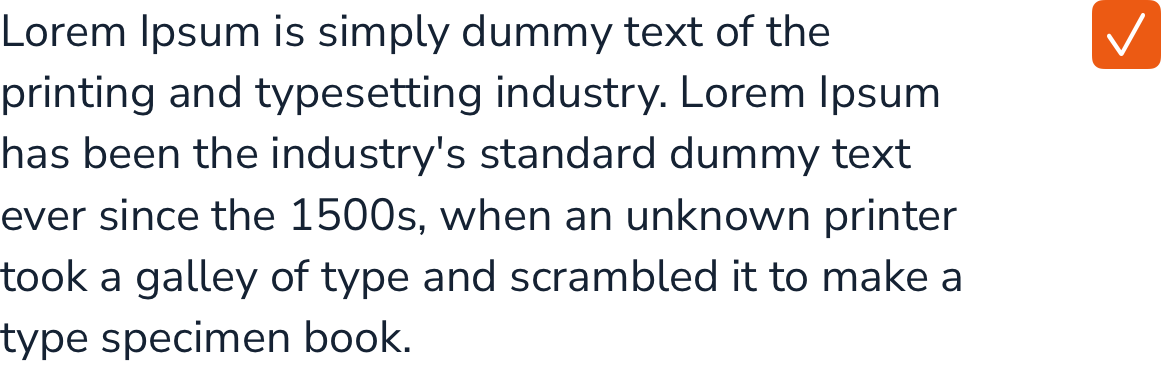 Lorem Ipsum is simply dummy text of the
printing and typesetting industry. Lorem Ipsum
has been the industry's standard dummy text
ever since the 1500s, when an unknown printer
took a galley of type and scrambled it to make a
type specimen book.